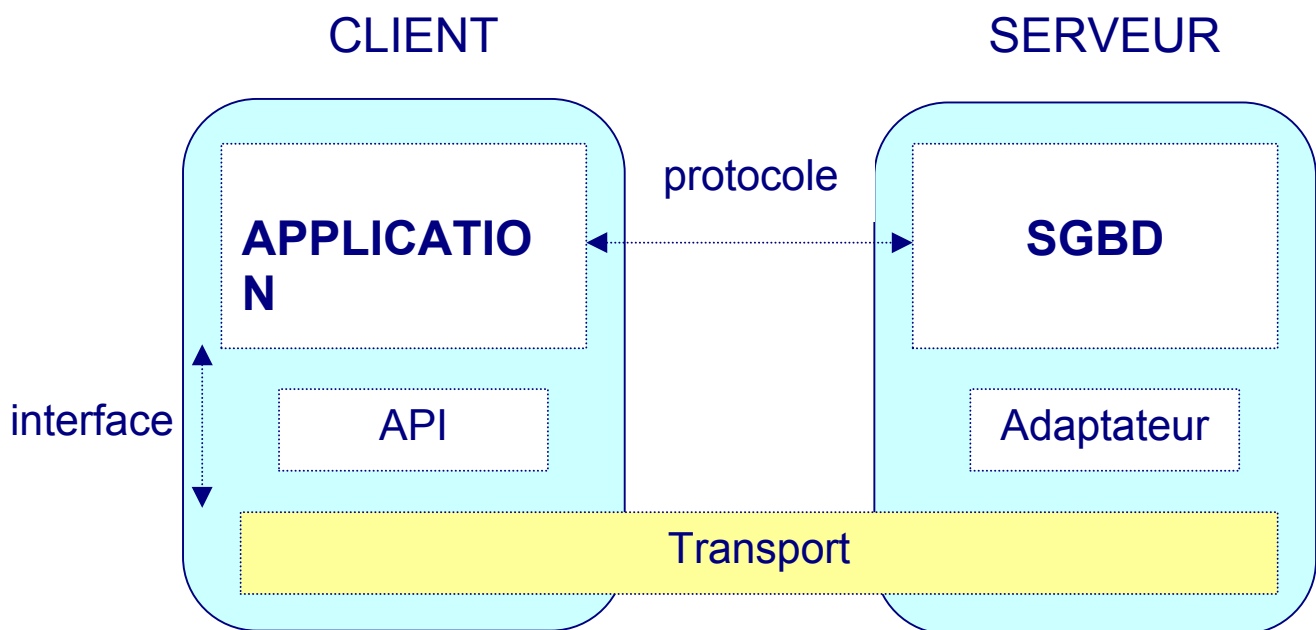 CLIENT
SERVEUR
protocole
APPLICATIO
N
SGBD
interface
API
Adaptateur
Transport